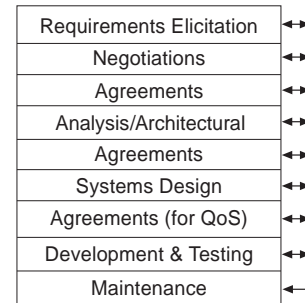 Requirements Elicitation
Negotiations
Agreements
Analysis/Architectural
Agreements
Systems Design
Agreements (for QoS)
Development & Testing
Maintenance